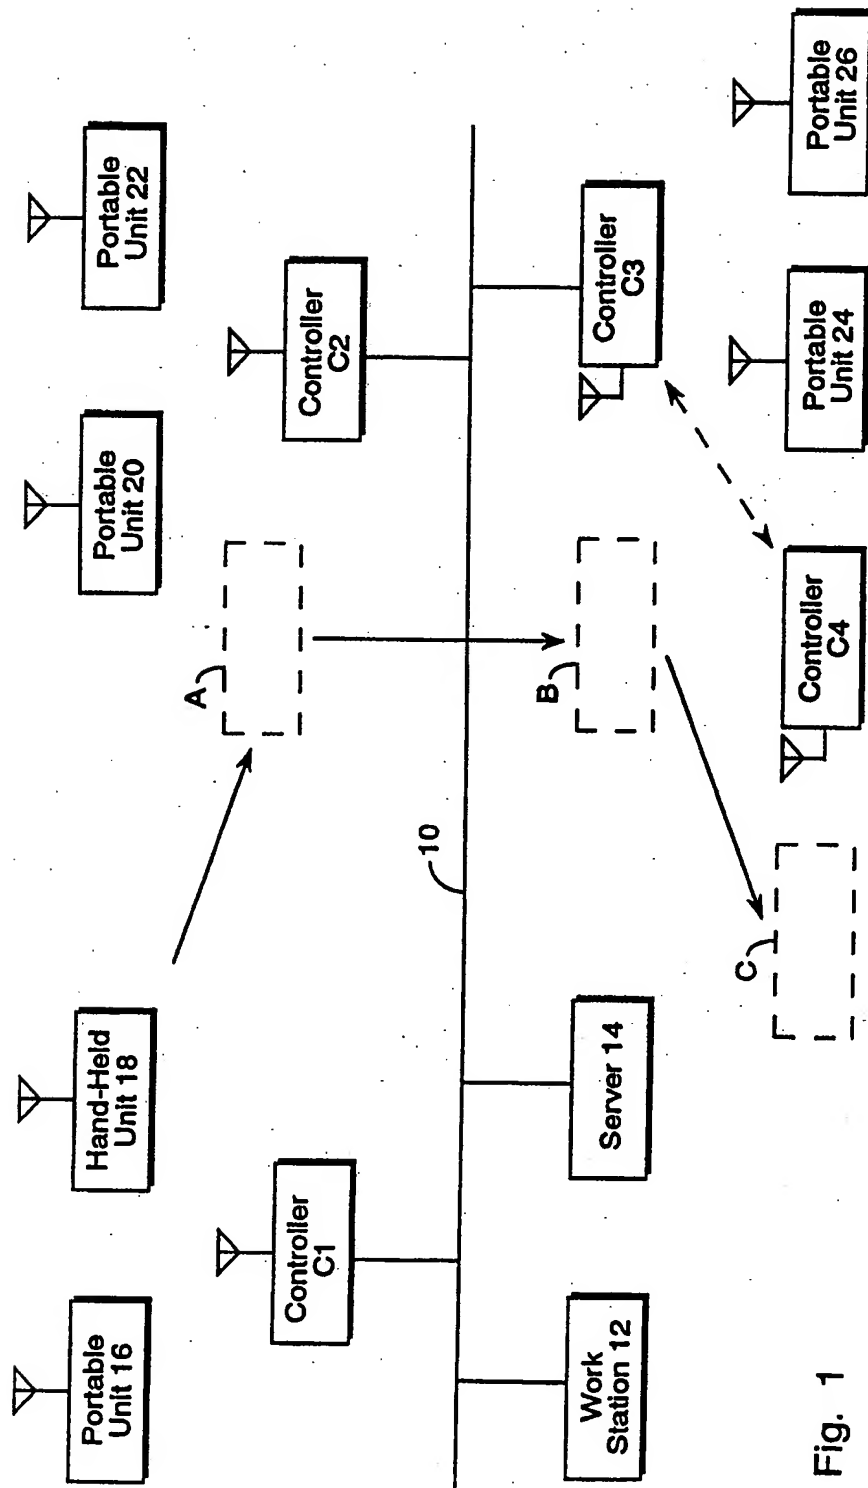 Portable
Unit 16
Hand-Held
Unit 18
Portable
Unit 20
Portable
Unit 22
Controller
C1
A
Controller
C2
10
Work
Station 12
Server 14
B
Controller
C3
C
Controller
C4
Portable
Unit 24
Portable
Unit 26
Fig. 1